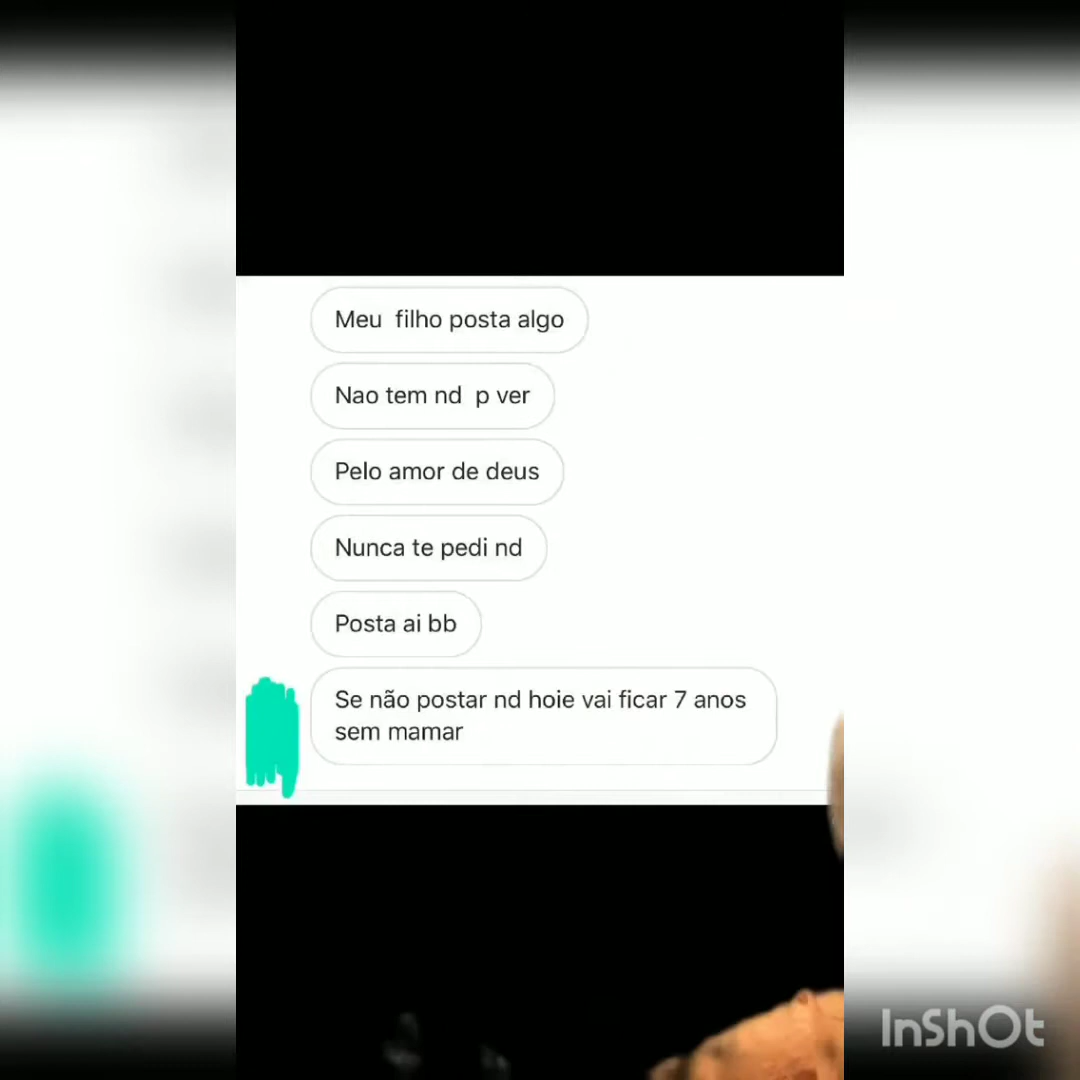 Meu filho posta algo
Nao tem nd p ver
Pelo amor de deus
Nunca te pedi nd
Posta ai bb
Se não postar nd hoie vai ficar 7 anos
sem mamar
InShOt